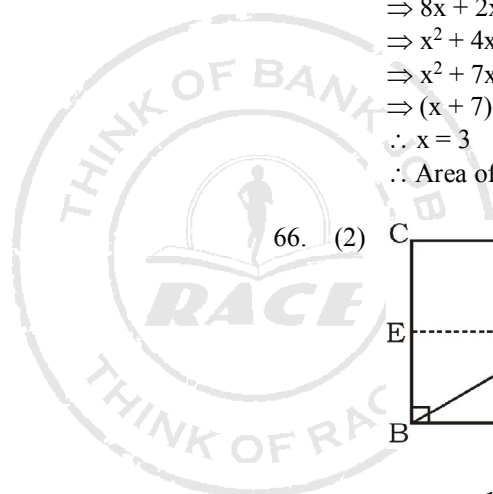 ⇒ 8x + 2x
⇒ x² + 4x
⇒ x² + 7x
⇒ (x + 7)
∴ x = 3
∴ Area of
66. (2)
C
E
B
THINK OF BANK JOB
RACE
THINK OF RACE